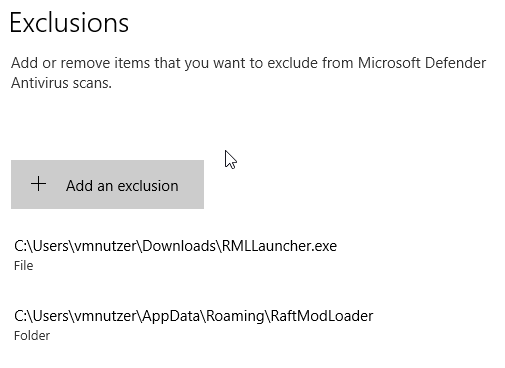 Exclusions
Add or remove items that you want to exclude from Microsoft Defender
Antivirus scans.
Add an exclusion
C:\Users\vmnutzer\Downloads\RMLLauncher.exe
File
C:\Users\vmnutzer\AppData\Roaming\RaftModLoader
Folder